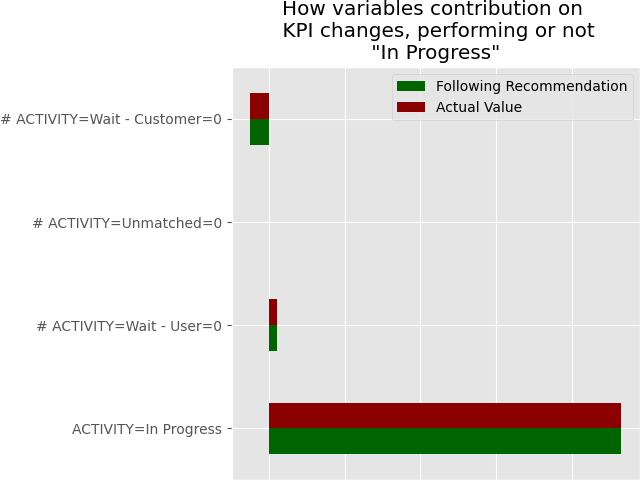 How variables contribution on
KPI changes, performing or not
"In Progress"
Following Recommendation
Actual Value
# ACTIVITY=Wait - Customer=0
# ACTIVITY=Unmatched=0
# ACTIVITY=Wait - User=0
ACTIVITY=In Progress